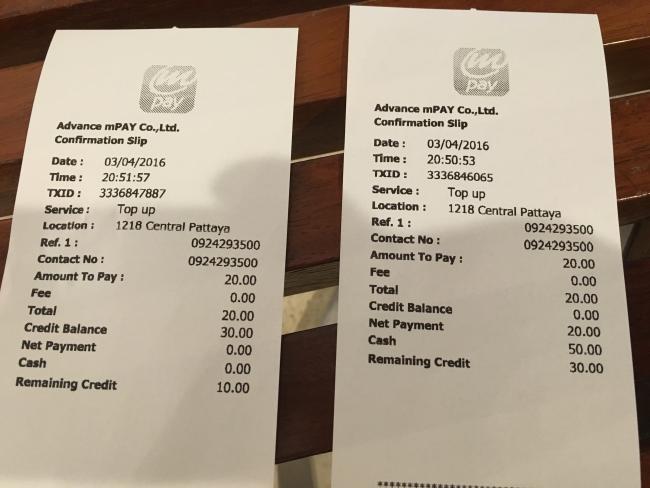 m
pay
Advance mPAY Co.,Ltd.
Confirmation Slip
Date : 03/04/2016
Time : 20:51:57
TXID : 3336847887
Service : Top up
Location : 1218 Central Pattaya
Ref. 1 : 0924293500
Contact No : 0924293500
Amount To Pay : 20.00
Fee 0.00
Total 20.00
Credit Balance 30.00
Net Payment 0.00
Cash 0.00
Remaining Credit 10.00
m
pay
Advance mPAY Co.,Ltd.
Confirmation Slip
Date : 03/04/2016
Time : 20:50:53
TXID : 3336846065
Service : Top up
Location : 1218 Central Pattaya
Ref. 1 : 0924293500
Contact No : 0924293500
Amount To Pay : 20.00
Fee 0.00
Total 20.00
Credit Balance 0.00
Net Payment 20.00
Cash 50.00
Remaining Credit 30.00